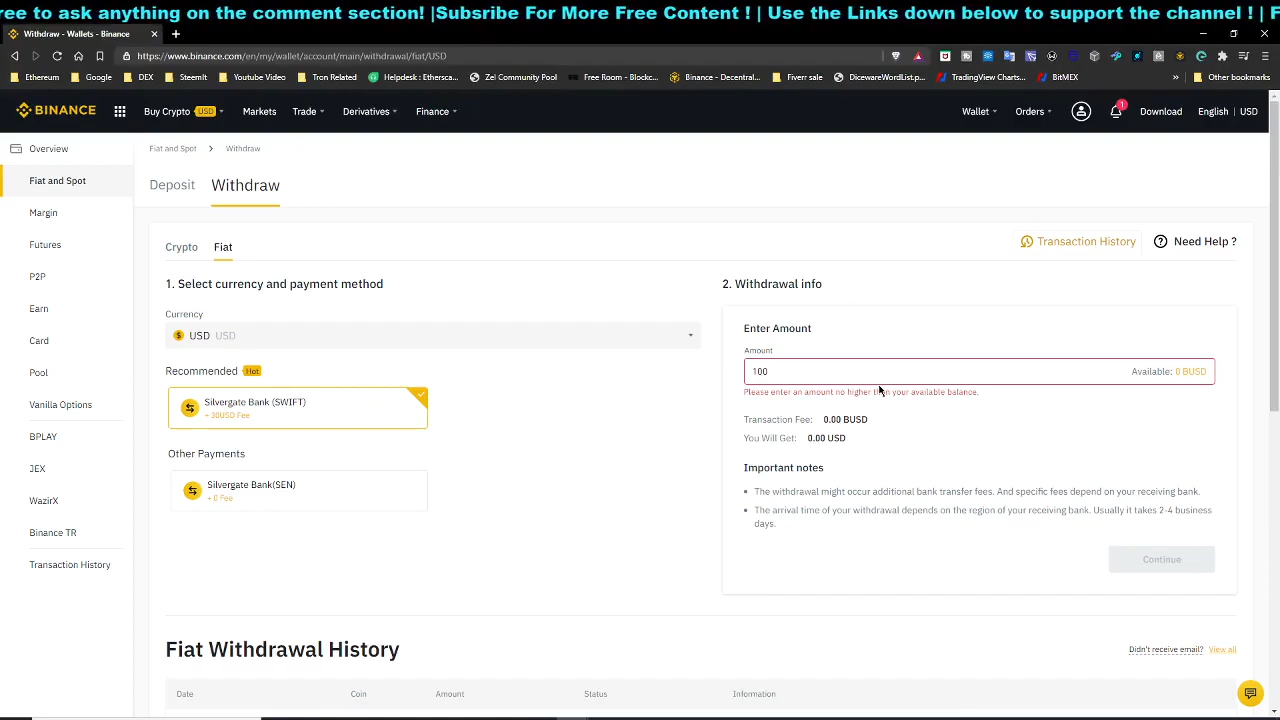 ree to ask anything on the comment section! |Subsribe For More Free Content ! | Use the Links down below to support the channel ! | F
Withdraw - Wallets - Binance
https://www.binance.com/en/my/wallet/account/main/withdrawal/fiat/USD
Ethereum Google DEX SteemIt Youtube Video Tron Related Helpdesk : Ethersca... Zel Community Pool Free Room - Blockc... Binance - Decentral... Fiverr sale DicewareWordList.p... TradingView Charts... BitMEX » Other bookmarks
BINANCE Buy Crypto USD Markets Trade Derivatives Finance Wallet Orders 1 Download English | USD
Overview
Fiat and Spot
Margin
Futures
P2P
Earn
Card
Pool
Vanilla Options
BPLAY
JEX
WazirX
Binance TR
Transaction History
Fiat and Spot > Withdraw
Deposit Withdraw
Crypto Fiat
Transaction History Need Help ?
1. Select currency and payment method
Currency
USD USD
Recommended Hot
Silvergate Bank (SWIFT)
+ 30USD Fee
Other Payments
Silvergate Bank(SEN)
+ 0 Fee
2. Withdrawal info
Enter Amount
Amount
100 Available: 0 BUSD
Please enter an amount no higher than your available balance.
Transaction Fee: 0.00 BUSD
You Will Get: 0.00 USD
Important notes
The withdrawal might occur additional bank transfer fees. And specific fees depend on your receiving bank.
The arrival time of your withdrawal depends on the region of your receiving bank. Usually it takes 2-4 business
days.
Continue
Fiat Withdrawal History
Didn't receive email? View all
Date Coin Amount Status Information